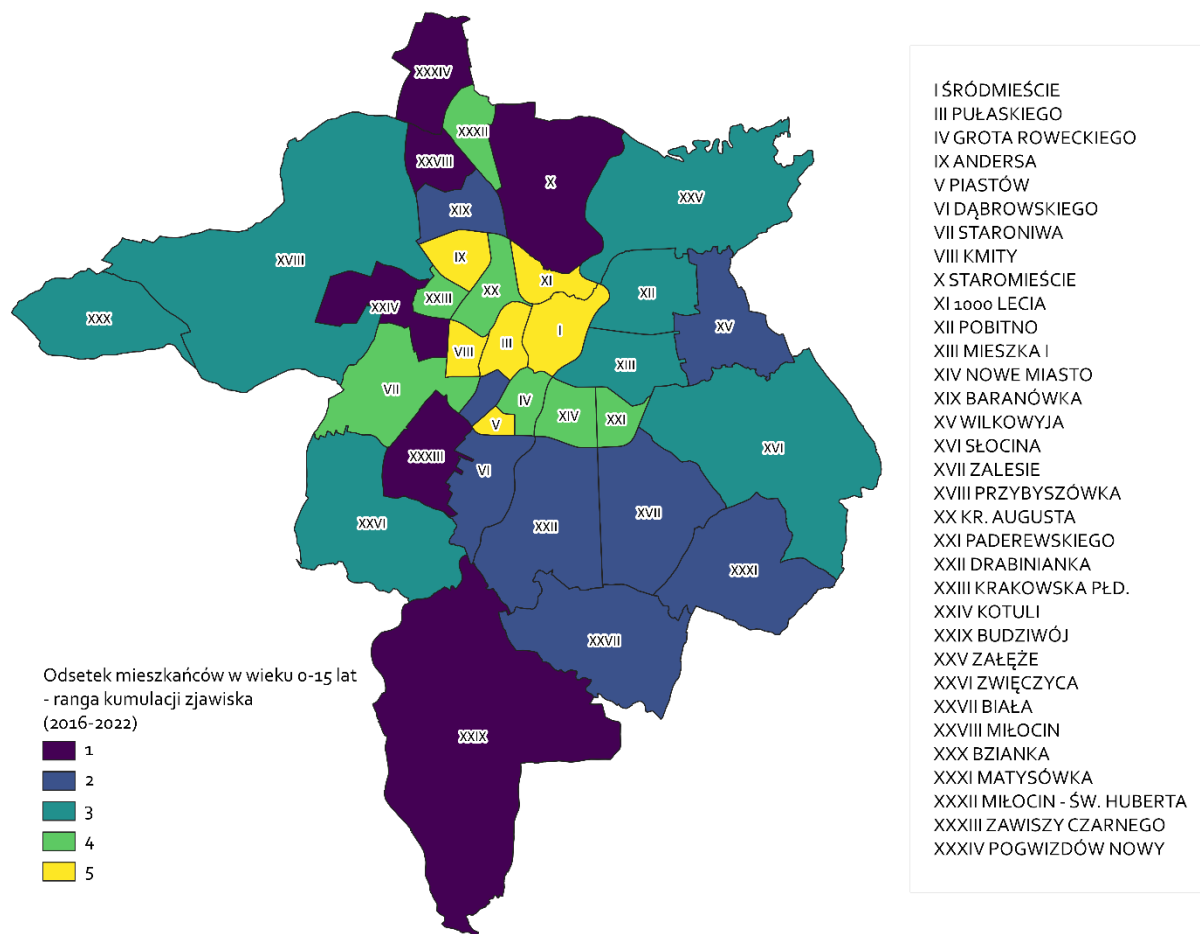 XXXIV
XXXII
XXVIII
X
XXV
XIX
IX
XVIII
XI
XX
XII
XXIII
XXIV
XXX
XV
I
III
VIII
XIII
VII
IV
XIV
XXI
V
XVI
XXXIII
VI
XXII
XVII
XXVI
XXXI
XXVII
XXIX
Odsetek mieszkańców w wieku 0-15 lat
- ranga kumulacji zjawiska
(2016-2022)
1
2
3
4
5
I ŚRÓDMIEŚCIE
III PUŁASKIEGO
IV GROTA ROWECKIEGO
IX ANDERSA
V PIASTÓW
VI DĄBROWSKIEGO
VII STARONIWA
VIII KMITY
X STAROMIEŚCIE
XI 1000 LECIA
XII POBITNO
XIII MIESZKA I
XIV NOWE MIASTO
XIX BARANÓWKA
XV WILKOWYJA
XVI SŁOCINA
XVII ZALESIE
XVIII PRZYBYSZÓWKA
XX KR. AUGUSTA
XXI PADEREWSKIEGO
XXII DRABINIANKA
XXIII KRAKOWSKA PŁD.
XXIV KOTULI
XXIX BUDZIWÓJ
XXV ZAŁĘŻE
XXVI ZWIĘCZYCA
XXVII BIAŁA
XXVIII MIŁOCIN
XXX BZIANKA
XXXI MATYSÓWKA
XXXII MIŁOCIN - ŚW. HUBERTA
XXXIII ZAWISZY CZARNEGO
XXXIV POGWIZDÓW NOWY